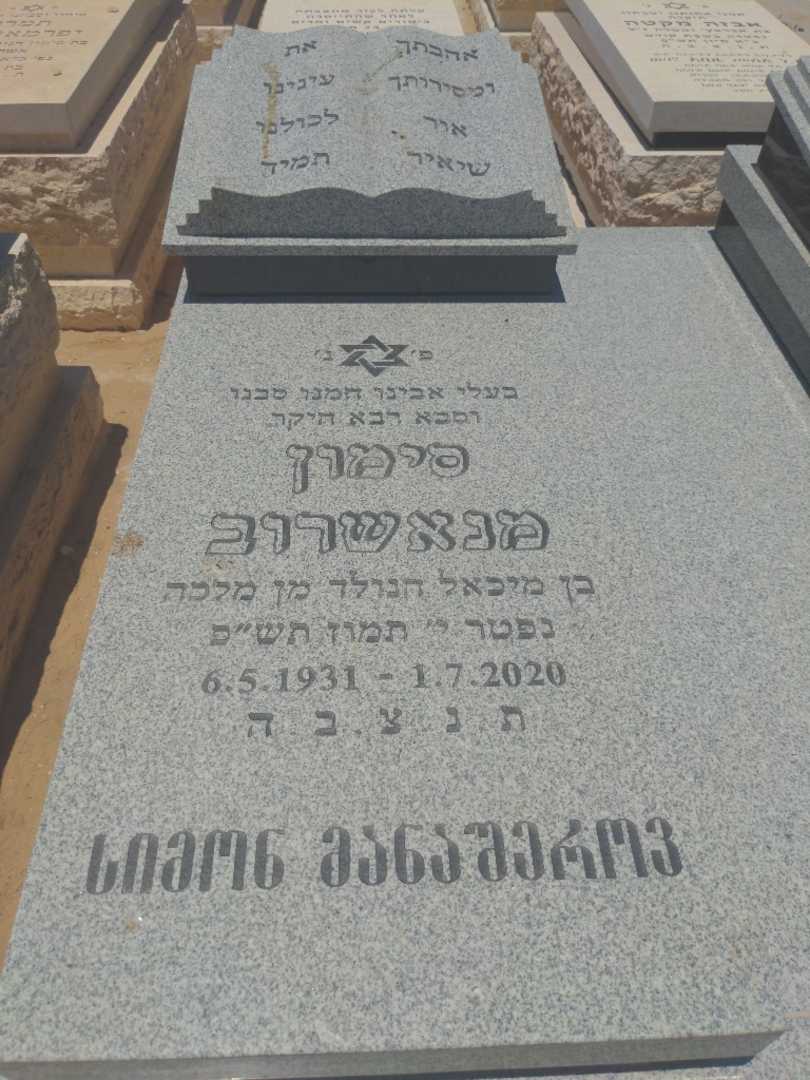 אהבתך
ומסירותך
אור
שיאיר
את
עינינו
לכולנו
תמיד
פ' נ'
בעלי אבינו חמנו סבנו
וסבא רבא היקר
סימון
מנאשרוב
בן מיכאל הנולד מן מלכה
נפטר י' תמוז תש״פ
6.5.1931 - 1.7.2020
ת . נ . צ . ב . ה
სიმონ მანაშეროვ